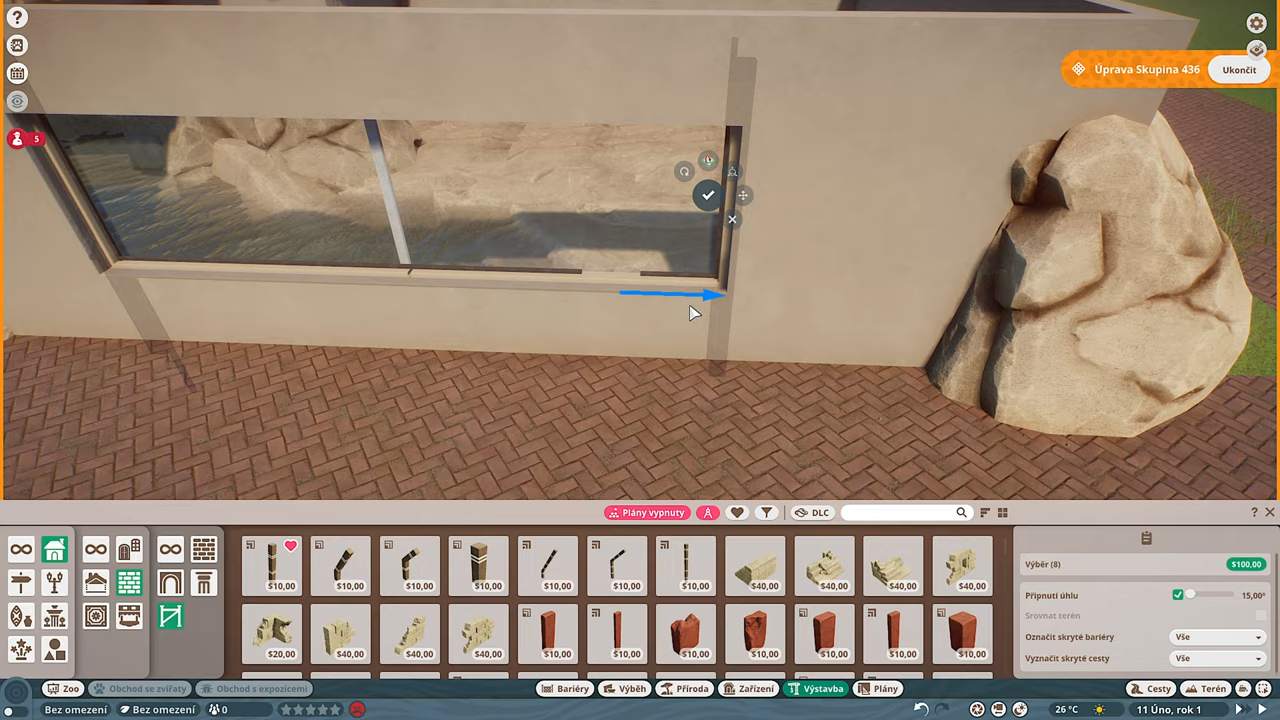 ?
5
Úprava Skupina 436
Ukončit
Plány vypnuty
DLC
? ×
$10,00 $10,00 $10,00 $10,00 $10,00 $10,00 $10,00 $40,00 $40,00 $40,00 $40,00
$20,00 $40,00 $40,00 $40,00 $10,00 $10,00 $10,00 $10,00 $10,00 $10,00 $10,00
Výběr (8) $100,00
Připnutí úhlu 15,00°
Srovnat terén
Označit skryté bariéry Vše
Vyznačit skryté cesty Vše
Zoo Obchod se zvířaty Obchod s expozicemi Bariéry Výběh Příroda Zařízení Výstavba Plány Cesty Terén
Bez omezení Bez omezení 0 26 °C 11 Úno, rok 1